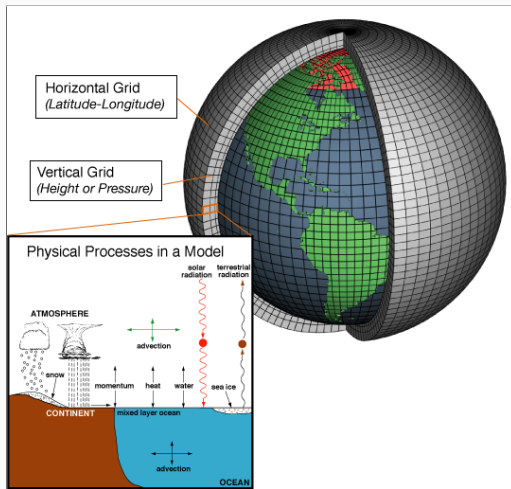 Horizontal Grid
(Latitude-Longitude)
Vertical Grid
(Height or Pressure)
Physical Processes in a Model
solar
radiation
terrestrial
radiation
ATMOSPHERE
advection
snow
momentum
heat
water
sea ice
CONTINENT
mixed layer ocean
advection
OCEAN